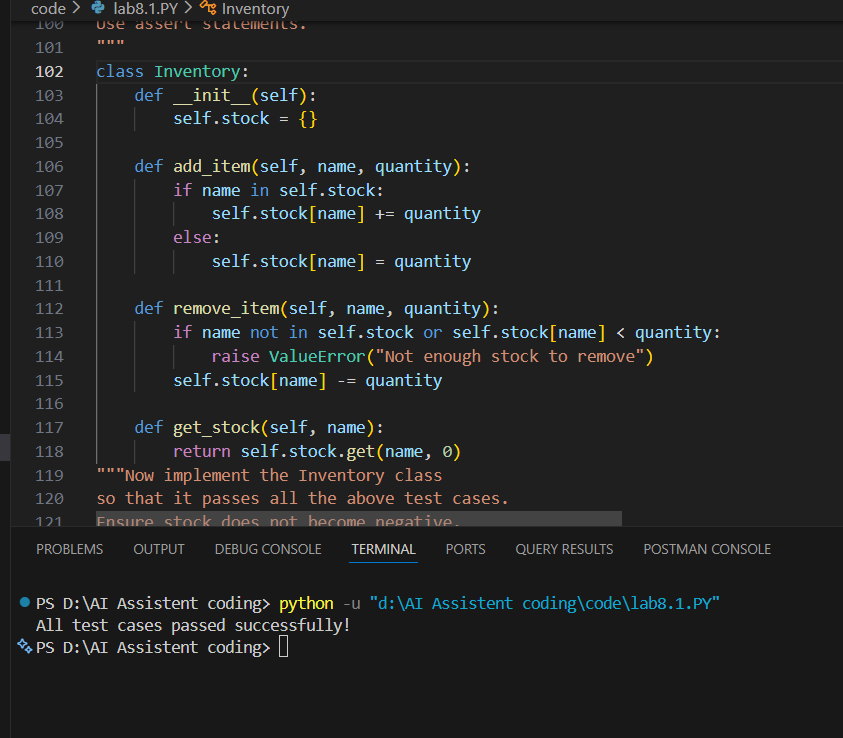 code > lab8.1.PY > Inventory
100 Use assert statements.
101 """
102 class Inventory:
103     def __init__(self):
104         self.stock = {}
105
106     def add_item(self, name, quantity):
107         if name in self.stock:
108             self.stock[name] += quantity
109         else:
110             self.stock[name] = quantity
111
112     def remove_item(self, name, quantity):
113         if name not in self.stock or self.stock[name] < quantity:
114             raise ValueError("Not enough stock to remove")
115         self.stock[name] -= quantity
116
117     def get_stock(self, name):
118         return self.stock.get(name, 0)
119 """Now implement the Inventory class
120 so that it passes all the above test cases.
121 Ensure stock does not become negative.
PROBLEMS OUTPUT DEBUG CONSOLE TERMINAL PORTS QUERY RESULTS POSTMAN CONSOLE
PS D:\AI Assistent coding> python -u "d:\AI Assistent coding\code\lab8.1.PY"
All test cases passed successfully!
PS D:\AI Assistent coding>